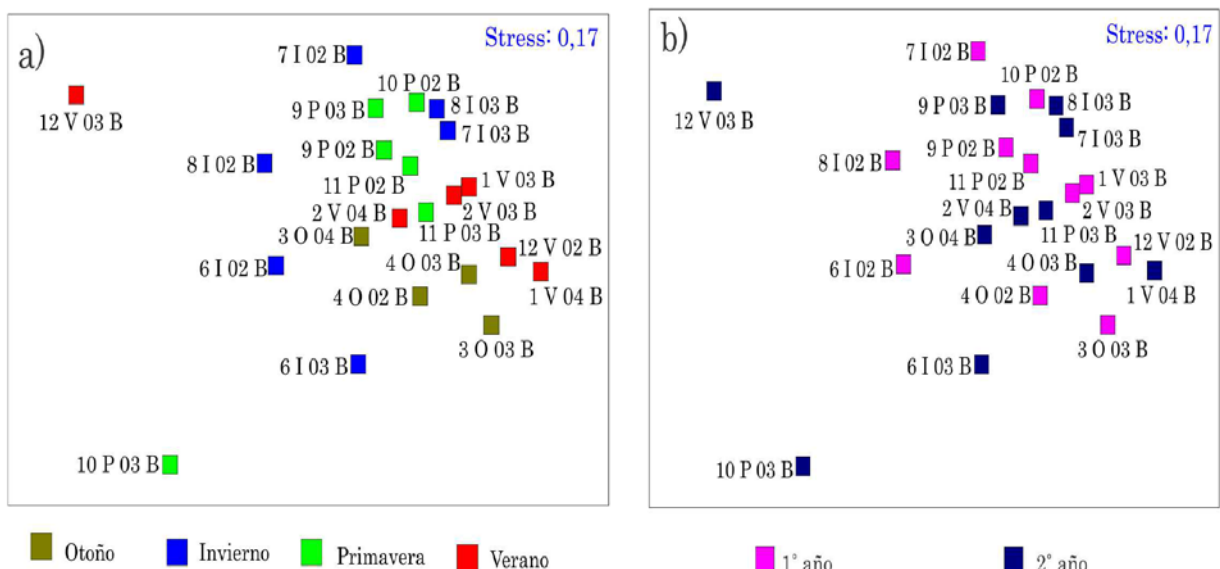 a)
Stress: 0,17
7 I 02 B
10 P 02 B
12 V 03 B
9 P 03 B
8 I 03 B
7 I 03 B
9 P 02 B
8 I 02 B
11 P 02 B
1 V 03 B
2 V 04 B
2 V 03 B
3 O 04 B
11 P 03 B
12 V 02 B
6 I 02 B
4 O 03 B
4 O 02 B
1 V 04 B
3 O 03 B
6 I 03 B
10 P 03 B
Otoño
Invierno
Primavera
Verano
b)
Stress: 0,17
7 I 02 B
10 P 02 B
12 V 03 B
9 P 03 B
8 I 03 B
7 I 03 B
9 P 02 B
8 I 02 B
11 P 02 B
1 V 03 B
2 V 04 B
2 V 03 B
3 O 04 B
11 P 03 B
12 V 02 B
6 I 02 B
4 O 03 B
4 O 02 B
1 V 04 B
3 O 03 B
6 I 03 B
10 P 03 B
1° año
2° año